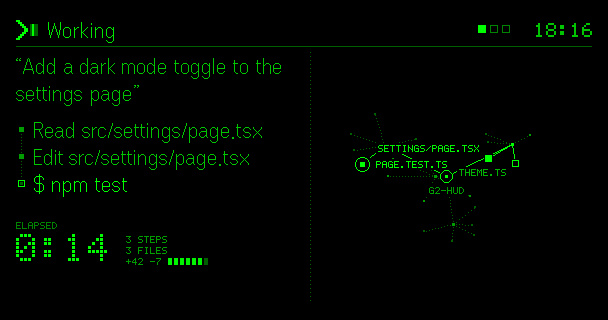 Working
18:16
“Add a dark mode toggle to the
settings page”
Read src/settings/page.tsx
Edit src/settings/page.tsx
$ npm test
ELAPSED
0:14
3 STEPS
3 FILES
+42 -7
SETTINGS/PAGE.TSX
PAGE.TEST.TS
THEME.TS
G2-HUD